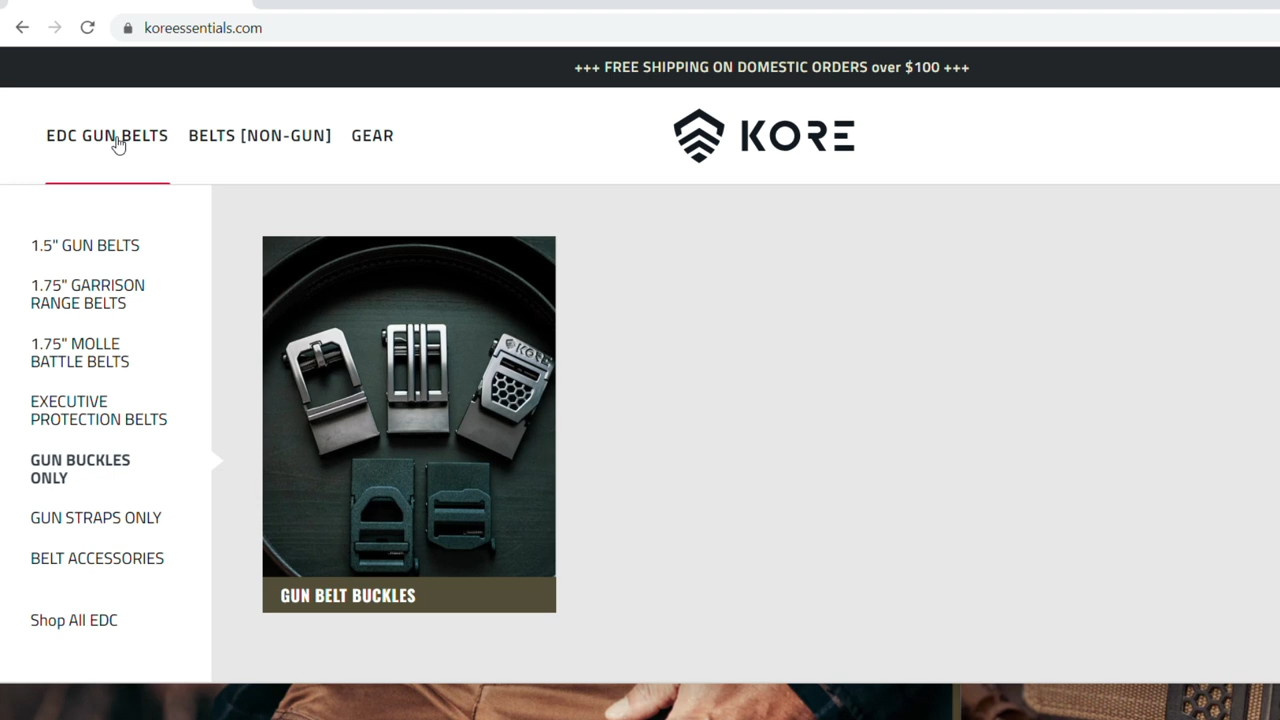 koreessentials.com
+++ FREE SHIPPING ON DOMESTIC ORDERS over $100 +++
EDC GUN BELTS BELTS [NON-GUN] GEAR
KORE
1.5" GUN BELTS
1.75" GARRISON
RANGE BELTS
1.75" MOLLE
BATTLE BELTS
EXECUTIVE
PROTECTION BELTS
GUN BUCKLES
ONLY
GUN STRAPS ONLY
BELT ACCESSORIES
Shop All EDC
KORE
GUN BELT BUCKLES